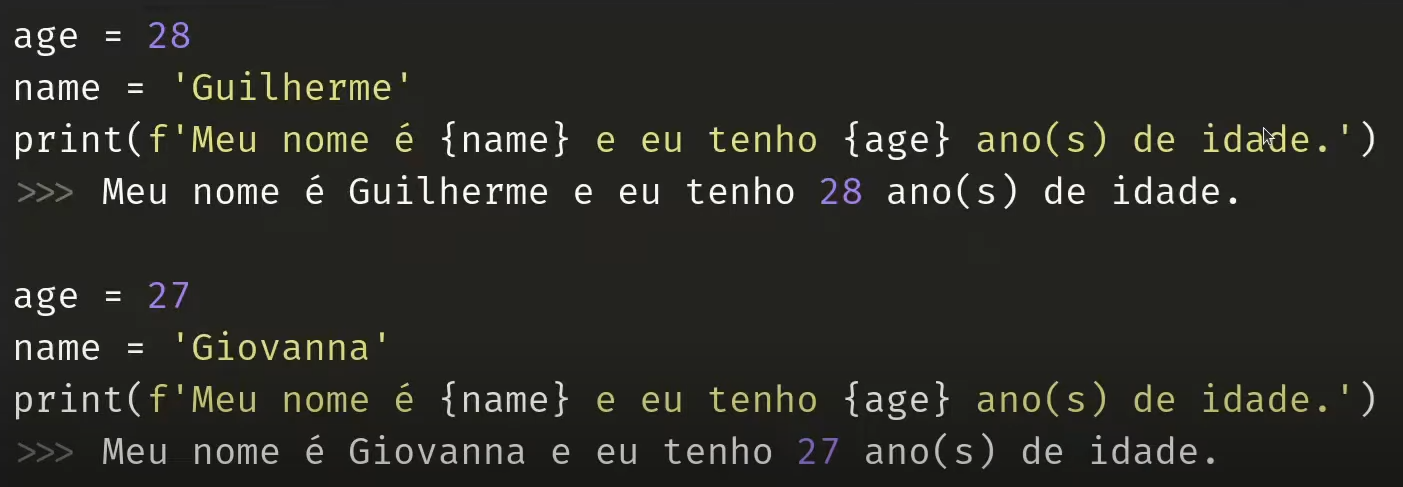 age = 28
name = 'Guilherme'
print(f'Meu nome é {name} e eu tenho {age} ano(s) de idade.')
>>> Meu nome é Guilherme e eu tenho 28 ano(s) de idade.
age = 27
name = 'Giovanna'
print(f'Meu nome é {name} e eu tenho {age} ano(s) de idade.')
>>> Meu nome é Giovanna e eu tenho 27 ano(s) de idade.